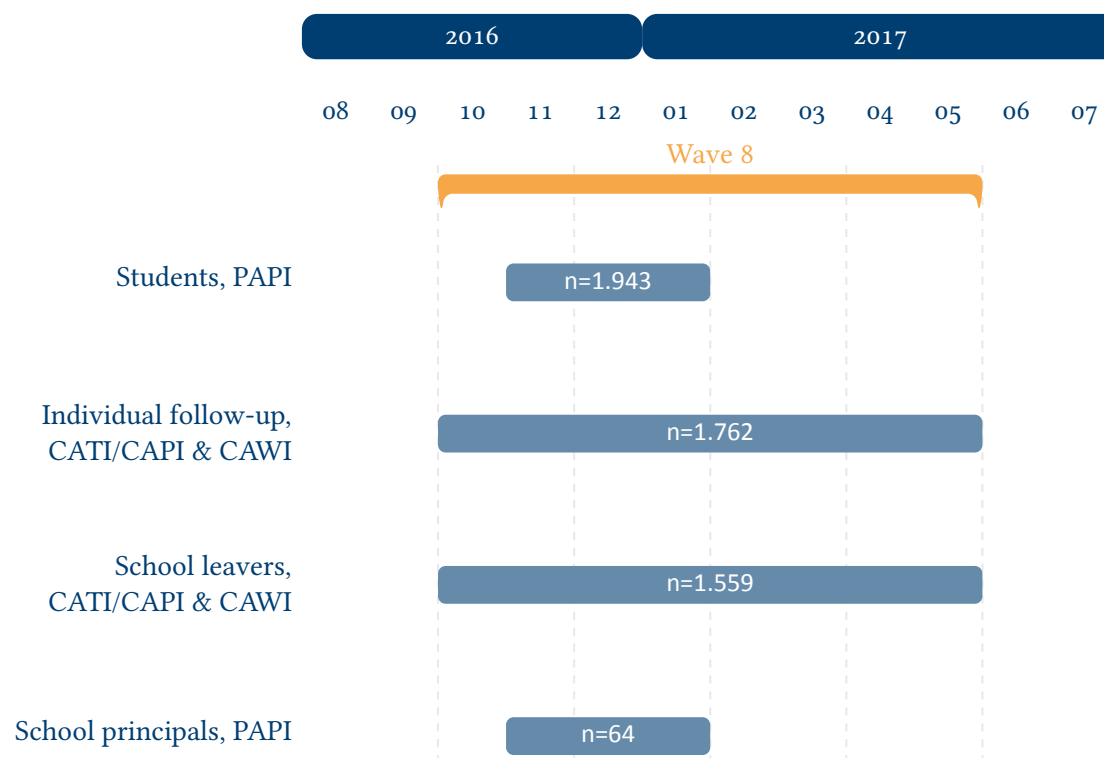 2016 2017
08 09 10 11 12 01 02 03 04 05 06 07
Wave 8
Students, PAPI
n=1.943
Individual follow-up,
CATI/CAPI & CAWI
n=1.762
School leavers,
CATI/CAPI & CAWI
n=1.559
School principals, PAPI
n=64